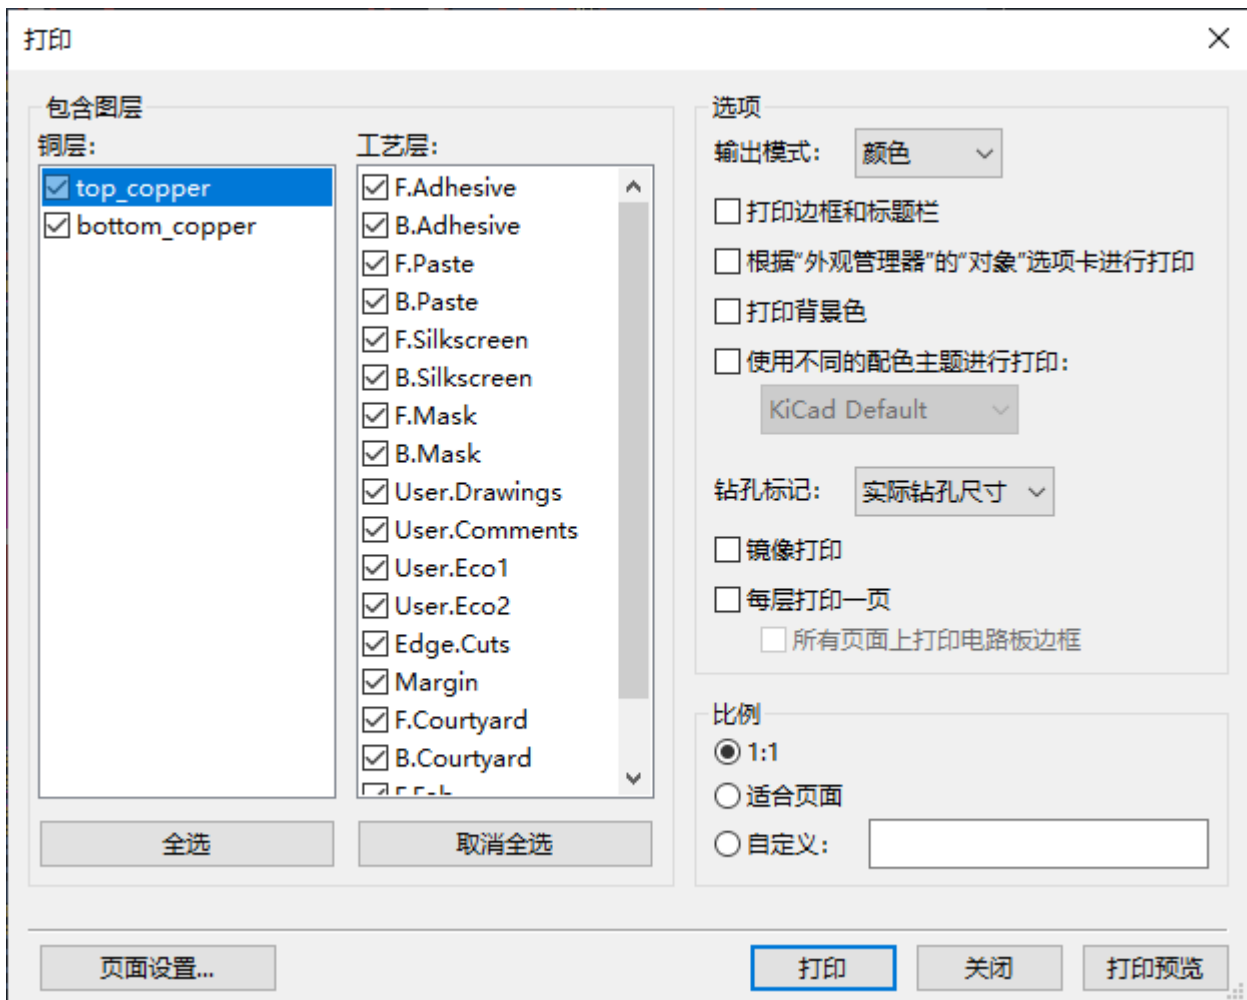 打印
包含图层
铜层:
top_copper
bottom_copper
工艺层:
F.Adhesive
B.Adhesive
F.Paste
B.Paste
F.Silkscreen
B.Silkscreen
F.Mask
B.Mask
User.Drawings
User.Comments
User.Eco1
User.Eco2
Edge.Cuts
Margin
F.Courtyard
B.Courtyard
全选
取消全选
选项
输出模式: 颜色
打印边框和标题栏
根据“外观管理器”的“对象”选项卡进行打印
打印背景色
使用不同的配色主题进行打印:
KiCad Default
钻孔标记: 实际钻孔尺寸
镜像打印
每层打印一页
所有页面上打印电路板边框
比例
1:1
适合页面
自定义:
页面设置...
打印
关闭
打印预览